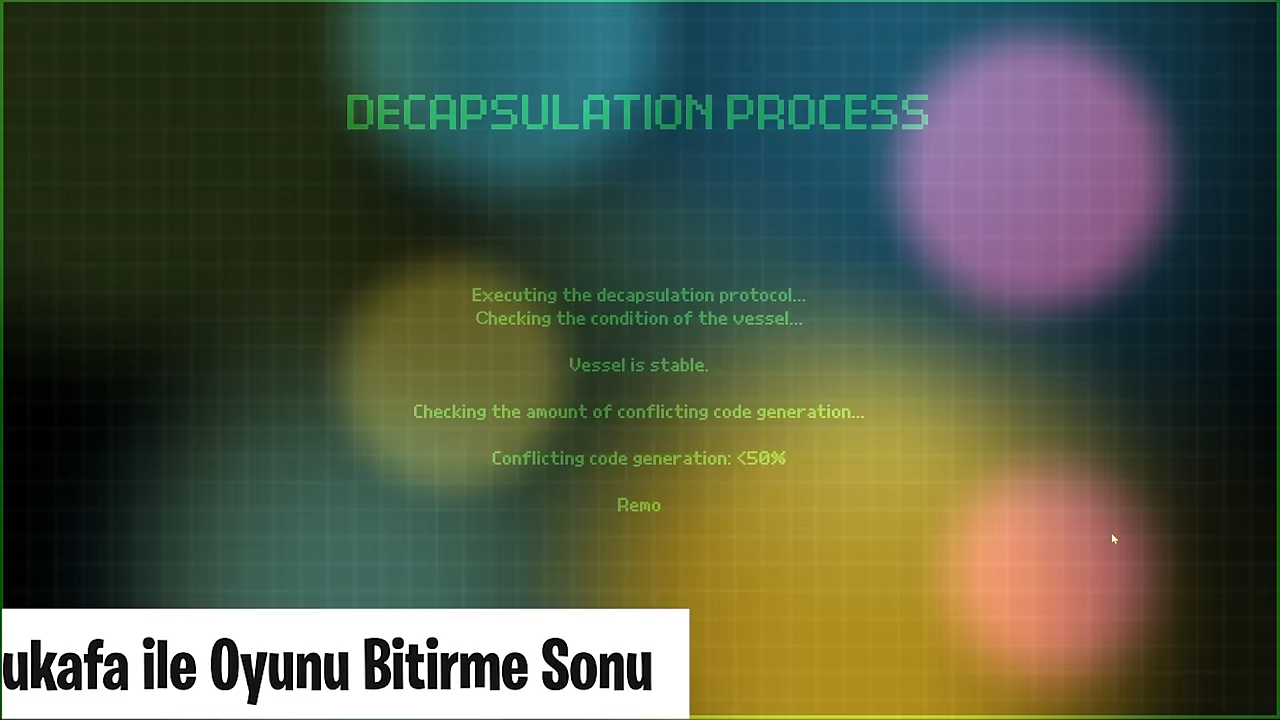 DECAPSULATION PROCESS
Executing the decapsulation protocol...
Checking the condition of the vessel...
Vessel is stable.
Checking the amount of conflicting code generation...
Conflicting code generation: <50%
Remo
ukafa ile Oyunu Bitirme Sonu